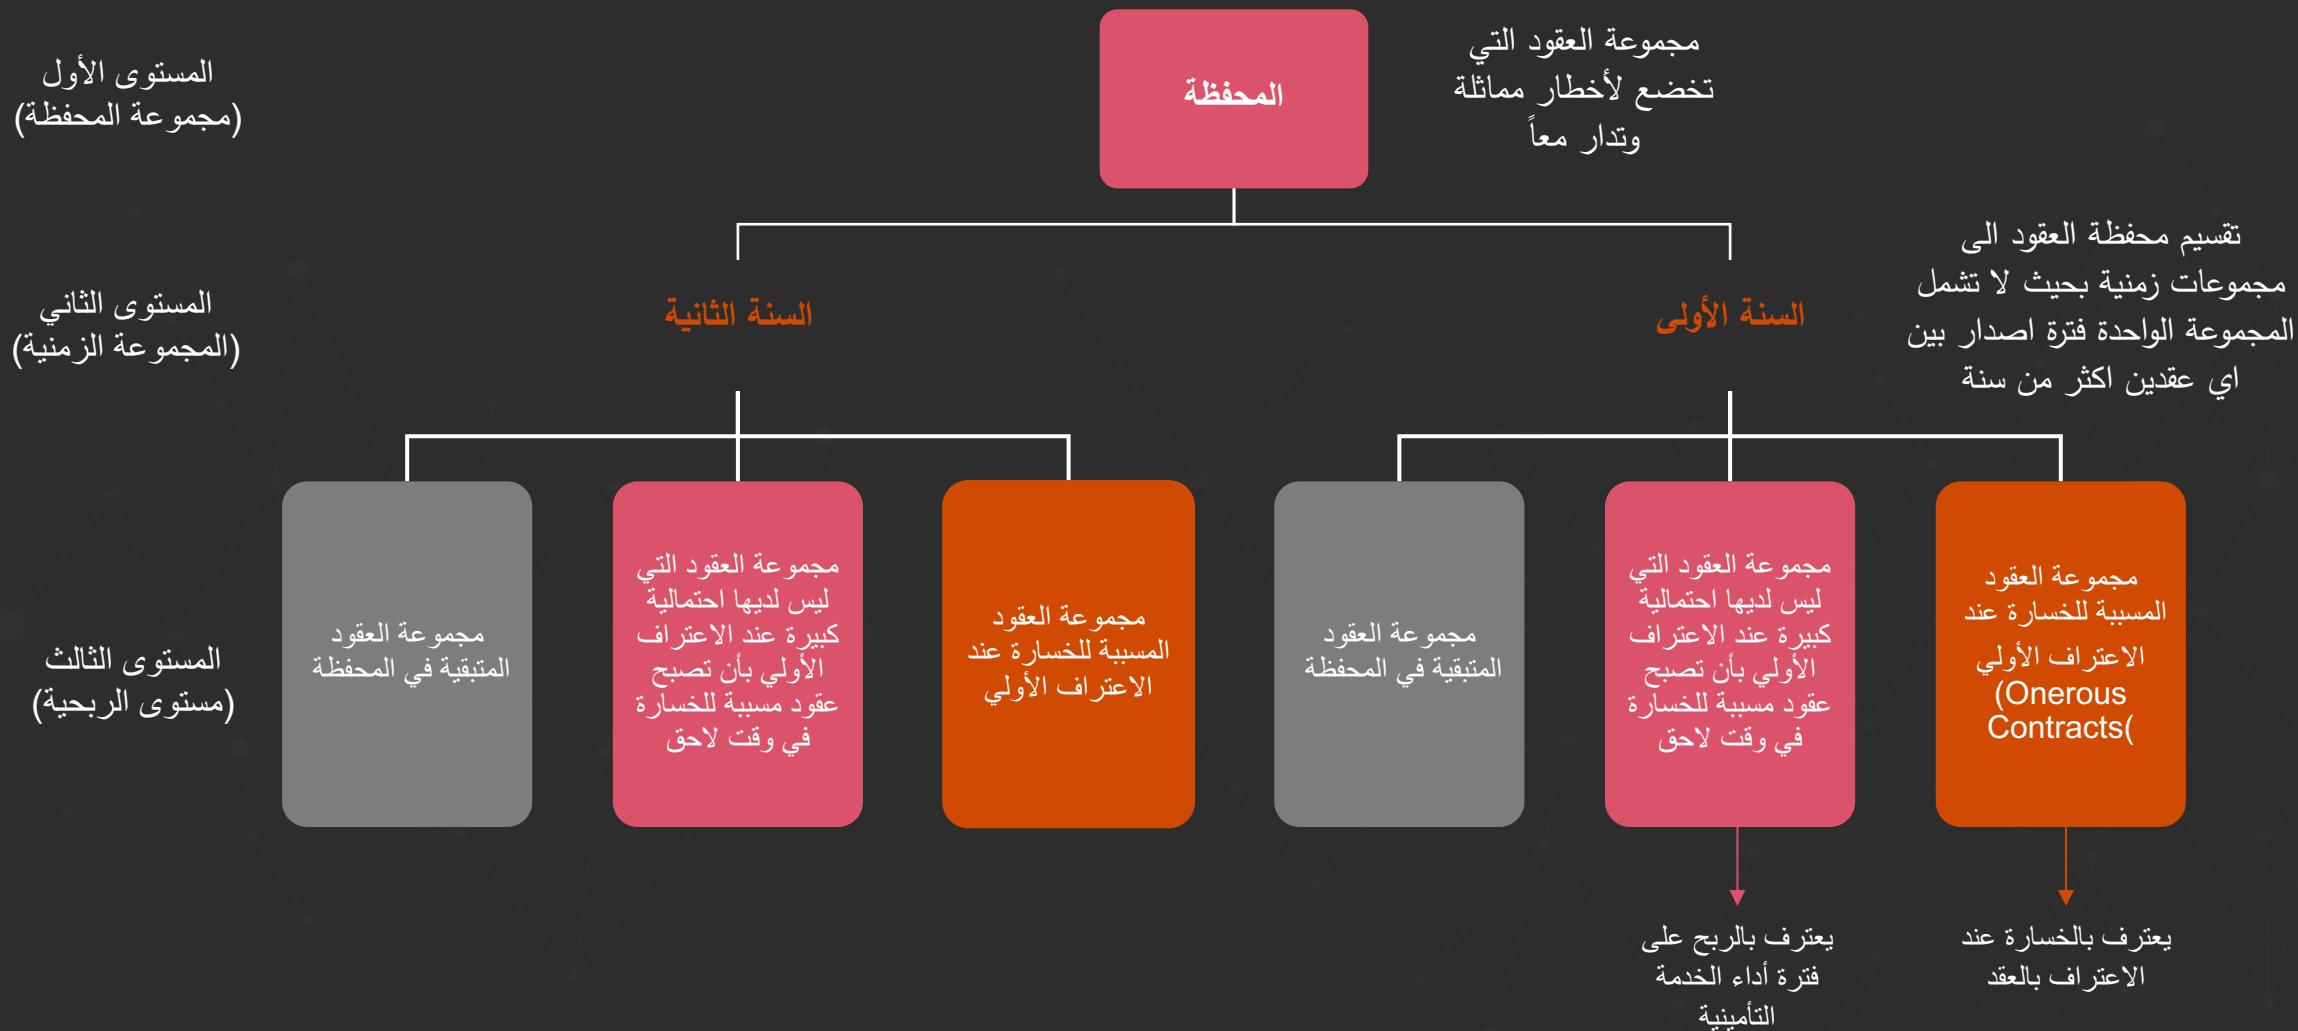 المستوى الأول
(مجموعة المحفظة)
المحفظة
مجموعة العقود التي
تخضع لأخطار مماثلة
وتدار معاً
المستوى الثاني
(المجموعة الزمنية)
السنة الأولى
السنة الثانية
تقسيم محفظة العقود الى
مجموعات زمنية بحيث لا تشمل
المجموعة الواحدة فترة اصدار بين
اي عقدين اكثر من سنة
المستوى الثالث
(مستوى الربحية)
مجموعة العقود
المسببة للخسارة عند
الاعتراف الأولي
(Onerous
Contracts(
مجموعة العقود التي
ليس لديها احتمالية
كبيرة عند الاعتراف
الأولي بأن تصبح
عقود مسببة للخسارة
في وقت لاحق
مجموعة العقود
المتبقية في المحفظة
مجموعة العقود
المسببة للخسارة عند
الاعتراف الأولي
مجموعة العقود التي
ليس لديها احتمالية
كبيرة عند الاعتراف
الأولي بأن تصبح
عقود مسببة للخسارة
في وقت لاحق
مجموعة العقود
المتبقية في المحفظة
يعترف بالخسارة عند
الاعتراف بالعقد
يعترف بالربح على
فترة أداء الخدمة
التأمينية